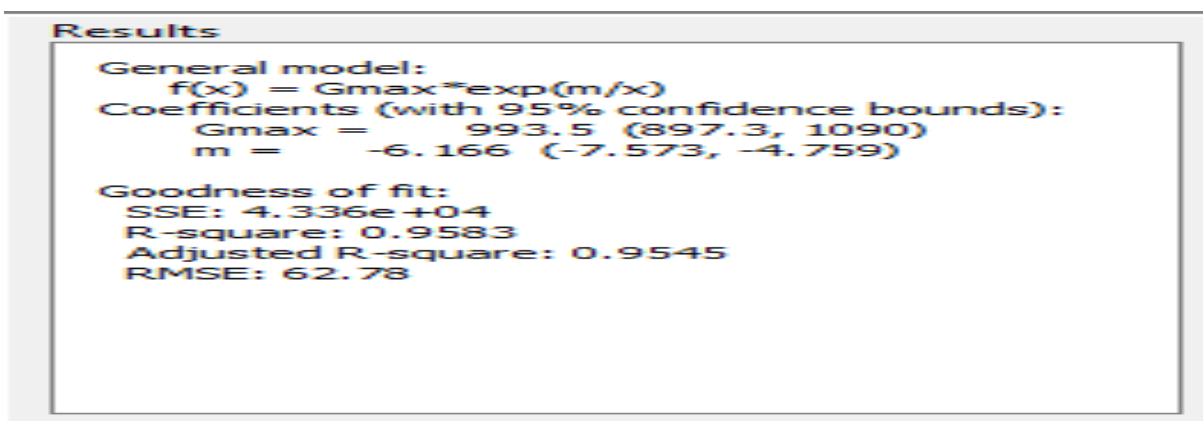 Results
General model:
f(x) = Gmax*exp(m/x)
Coefficients (with 95% confidence bounds):
Gmax = 993.5 (897.3, 1090)
m = -6.166 (-7.573, -4.759)
Goodness of fit:
SSE: 4.336e+04
R-square: 0.9583
Adjusted R-square: 0.9545
RMSE: 62.78